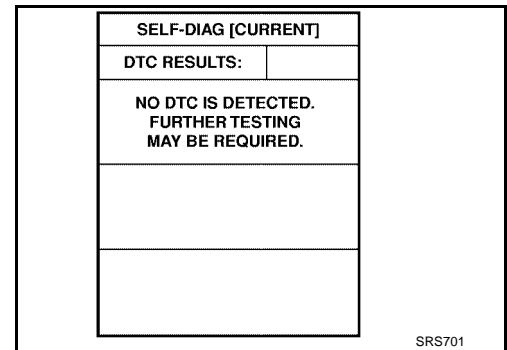 SELF-DIAG [CURRENT]
DTC RESULTS:
NO DTC IS DETECTED.
FURTHER TESTING
MAY BE REQUIRED.
SRS701